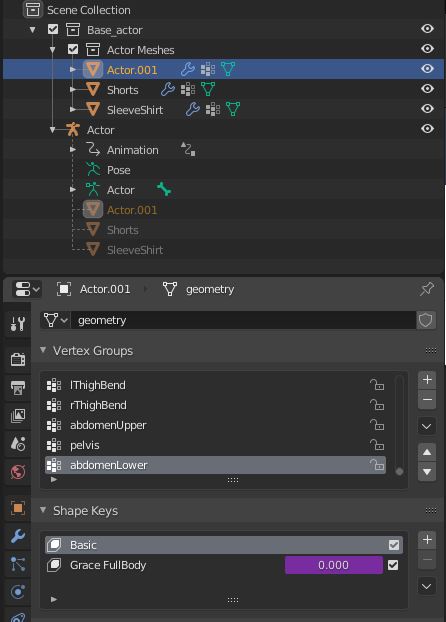 Scene Collection
Base_actor
Actor Meshes
Actor.001
Shorts
SleeveShirt
Actor
Animation
Pose
Actor
Actor.001
Shorts
SleeveShirt
Actor.001 geometry
geometry
Vertex Groups
lThighBend
rThighBend
abdomenUpper
pelvis
abdomenLower
Shape Keys
Basic
Grace FullBody 0.000